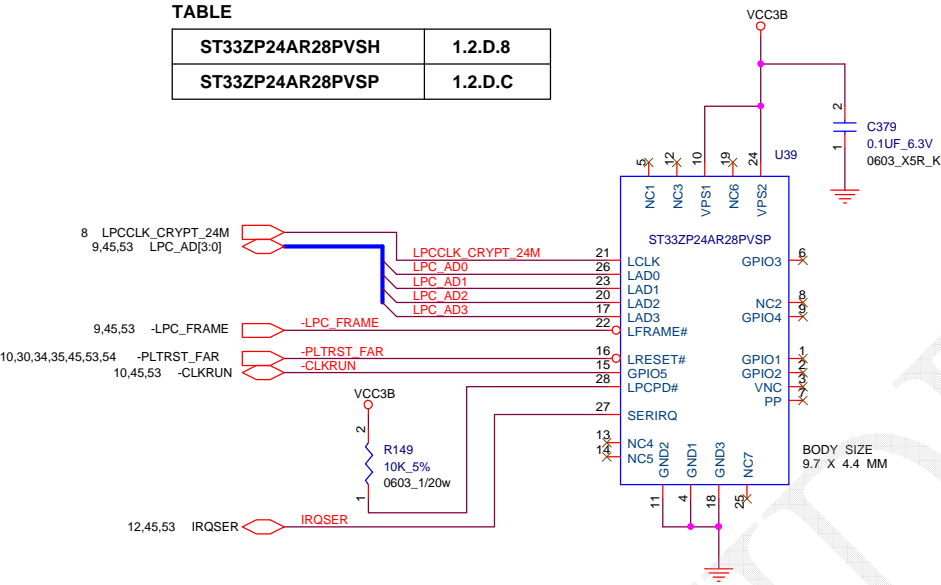 TABLE
ST33ZP24AR28PVSH 1.2.D.8
ST33ZP24AR28PVSP 1.2.D.C
VCC3B
2
C379
0.1UF_6.3V
1
0603_X5R_K
5 12 10 19 24 U39
NC1 NC3 VPS1 NC6 VPS2
8 LPCCLK_CRYPT_24M
9,45,53 LPC_AD[3:0]
ST33ZP24AR28PVSP
LPCCLK_CRYPT_24M 21 LCLK GPIO3 6
LPC_AD0 26 LAD0
LPC_AD1 23 LAD1
LPC_AD2 20 LAD2 NC2 8
LPC_AD3 17 LAD3 GPIO4 9
9,45,53 -LPC_FRAME -LPC_FRAME 22 LFRAME#
10,30,34,35,45,53,54 -PLTRST_FAR -PLTRST_FAR 16 LRESET# GPIO1 1
10,45,53 -CLKRUN -CLKRUN 15 GPIO5 GPIO2 2
28 LPCPD# VNC 3
PP 7
VCC3B
27 SERIRQ
2
R149
10K_5%
0603_1/20w
1
13 NC4
14 NC5
GND2 GND1 GND3 NC7
11 4 18 25
BODY SIZE
9.7 X 4.4 MM
12,45,53 IRQSER IRQSER